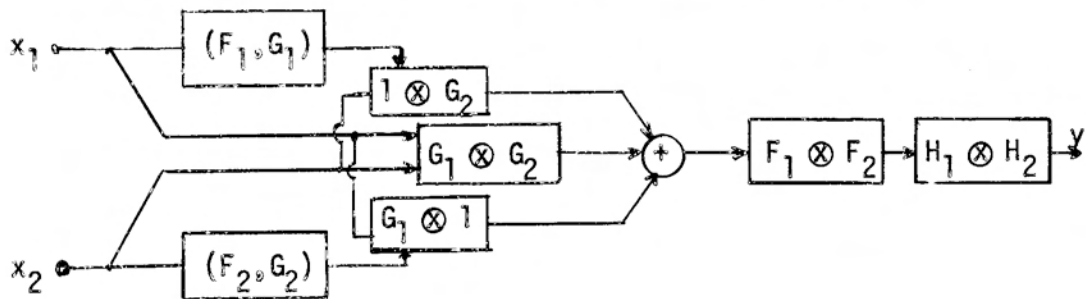 x₁
(F₁,G₁)
1 ⊗ G₂
G₁ ⊗ G₂
+
F₁ ⊗ F₂
H₁ ⊗ H₂
y
G₁ ⊗ 1
x₂
(F₂,G₂)